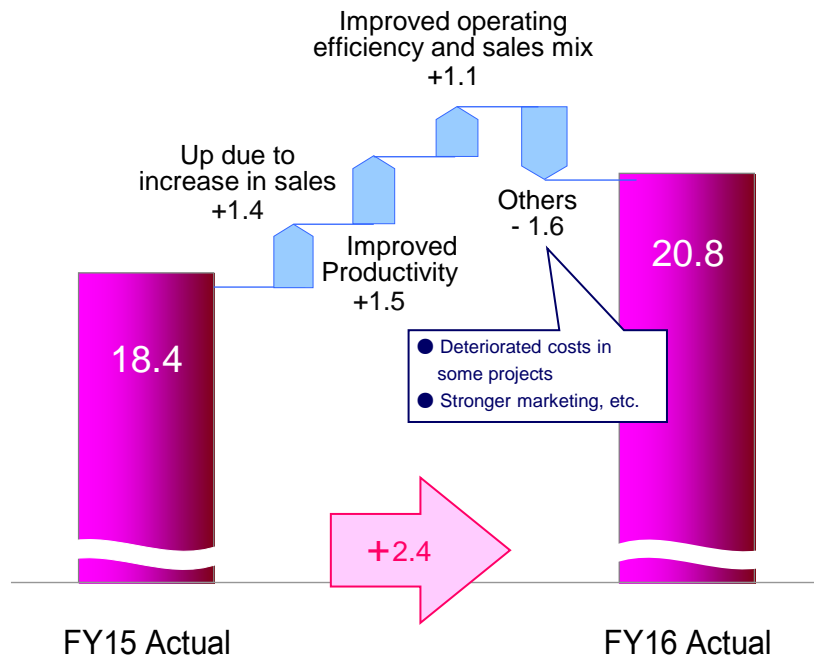 Improved operating
efficiency and sales mix
+1.1
Up due to
increase in sales
+1.4
Improved
Productivity
+1.5
Others
- 1.6
● Deteriorated costs in
some projects
● Stronger marketing, etc.
18.4
20.8
+2.4
FY15 Actual
FY16 Actual